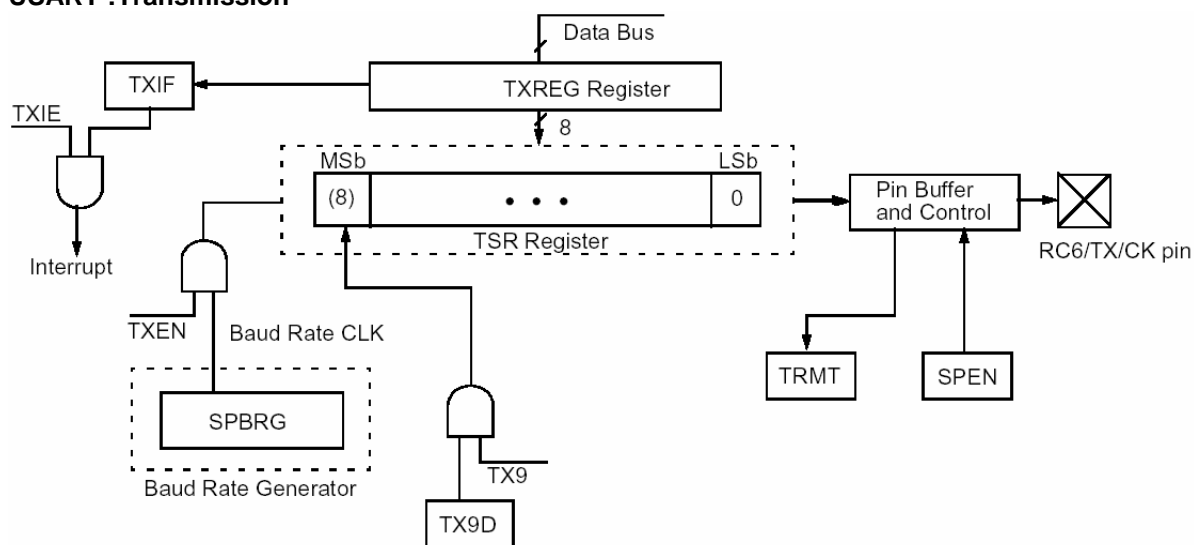 USART :Transmission
Data Bus
TXIF
TXREG Register
TXIE
8
MSb
LSb
(8)
• • •
0
Pin Buffer
and Control
TSR Register
Interrupt
RC6/TX/CK pin
TXEN
Baud Rate CLK
TRMT
SPEN
SPBRG
TX9
Baud Rate Generator
TX9D